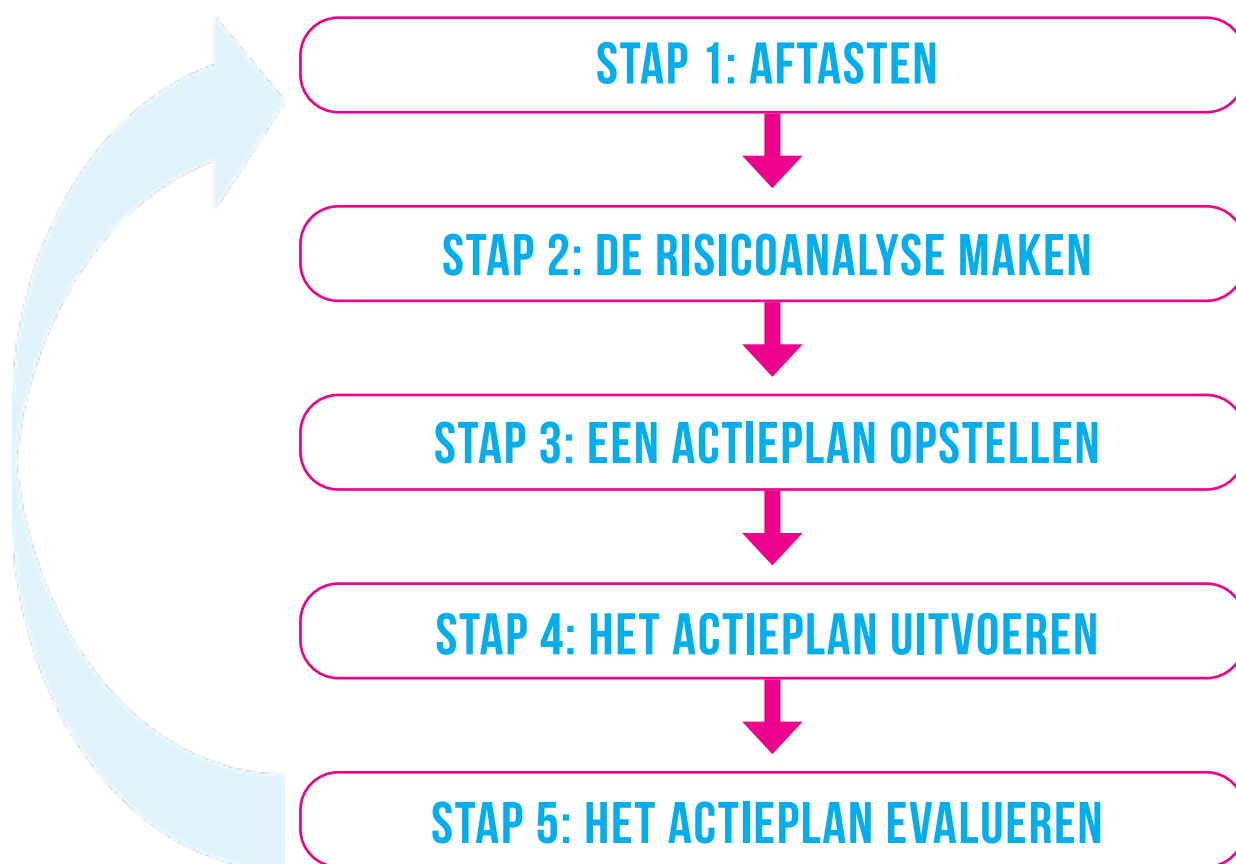 STAP 1: AFTASTEN
STAP 2: DE RISICOANALYSE MAKEN
STAP 3: EEN ACTIEPLAN OPSTELLEN
STAP 4: HET ACTIEPLAN UITVOEREN
STAP 5: HET ACTIEPLAN EVALUEREN